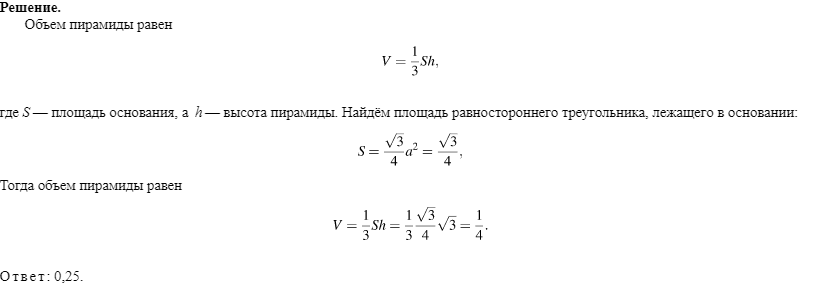 Решение.
Объем пирамиды равен
V = \frac{1}{3}Sh,
где S — площадь основания, а h — высота пирамиды. Найдём площадь равностороннего треугольника, лежащего в основании:
S = \frac{\sqrt{3}}{4}a^2 = \frac{\sqrt{3}}{4},
Тогда объем пирамиды равен
V = \frac{1}{3}Sh = \frac{1}{3}\frac{\sqrt{3}}{4}\sqrt{3} = \frac{1}{4}.
Ответ: 0,25.